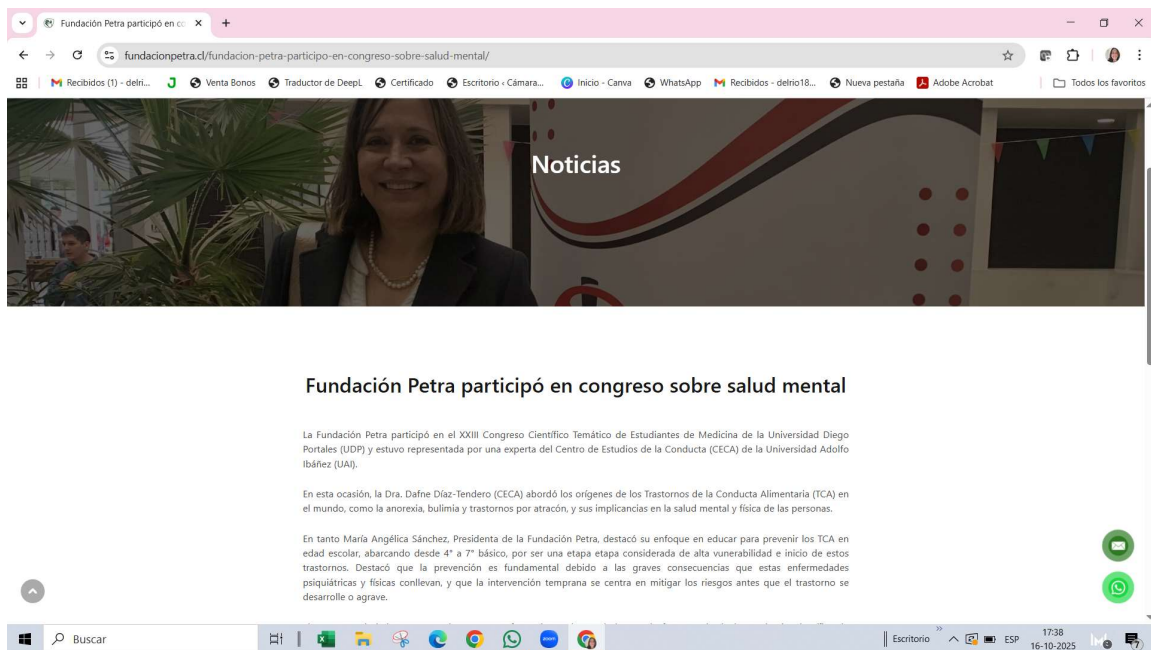 Fundación Petra participó en co
fundacionpetra.cl/fundacion-petra-participo-en-congreso-sobre-salud-mental/
Recibidos (1) - delri...
Venta Bonos
Traductor de DeepL
Certificado
Escritorio ‹ Cámara...
Inicio - Canva
WhatsApp
Recibidos - delrio18...
Nueva pestaña
Adobe Acrobat
Todos los favoritos
Noticias
Fundación Petra participó en congreso sobre salud mental
La Fundación Petra participó en el XXIII Congreso Científico Temático de Estudiantes de Medicina de la Universidad Diego
Portales (UDP) y estuvo representada por una experta del Centro de Estudios de la Conducta (CECA) de la Universidad Adolfo
Ibáñez (UAI).
En esta ocasión, la Dra. Dafne Díaz-Tendero (CECA) abordó los orígenes de los Trastornos de la Conducta Alimentaria (TCA) en
el mundo, como la anorexia, bulimia y trastornos por atracón, y sus implicancias en la salud mental y física de las personas.
En tanto María Angélica Sánchez, Presidenta de la Fundación Petra, destacó su enfoque en educar para prevenir los TCA en
edad escolar, abarcando desde 4° a 7° básico, por ser una etapa etapa considerada de alta vunerabilidad e inicio de estos
trastornos. Destacó que la prevención es fundamental debido a las graves consecuencias que estas enfermedades
psiquiátricas y físicas conllevan, y que la intervención temprana se centra en mitigar los riesgos antes que el trastorno se
desarrolle o agrave.
Buscar
zoom
Escritorio
ESP
17:38
16-10-2025